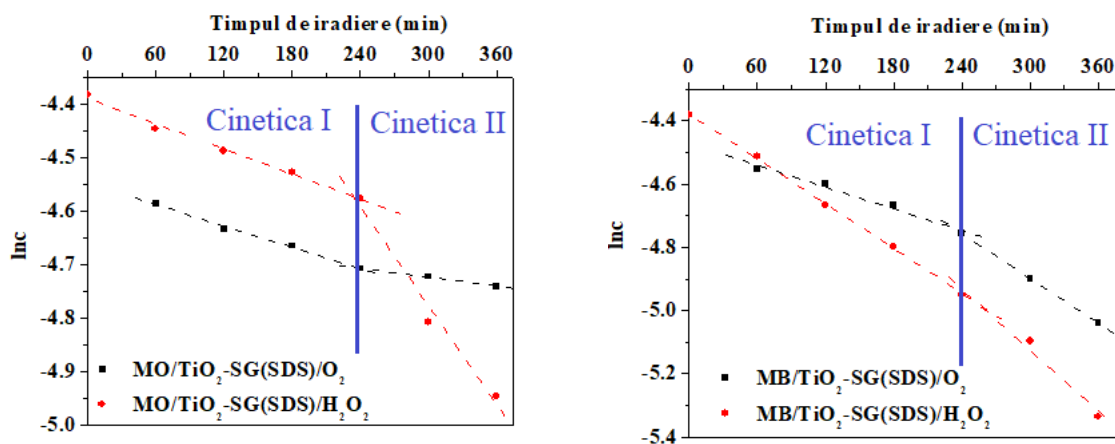 Timpul de iradiere (min)
0 60 120 180 240 300 360
-4.4
-4.5
-4.6
-4.7
-4.8
-4.9
-5.0
lnc
Cinetica I
Cinetica II
MO/TiO₂-SG(SDS)/O₂
MO/TiO₂-SG(SDS)/H₂O₂
Timpul de iradiere (min)
0 60 120 180 240 300 360
-4.4
-4.6
-4.8
-5.0
-5.2
-5.4
lnc
Cinetica I
Cinetica II
MB/TiO₂-SG(SDS)/O₂
MB/TiO₂-SG(SDS)/H₂O₂